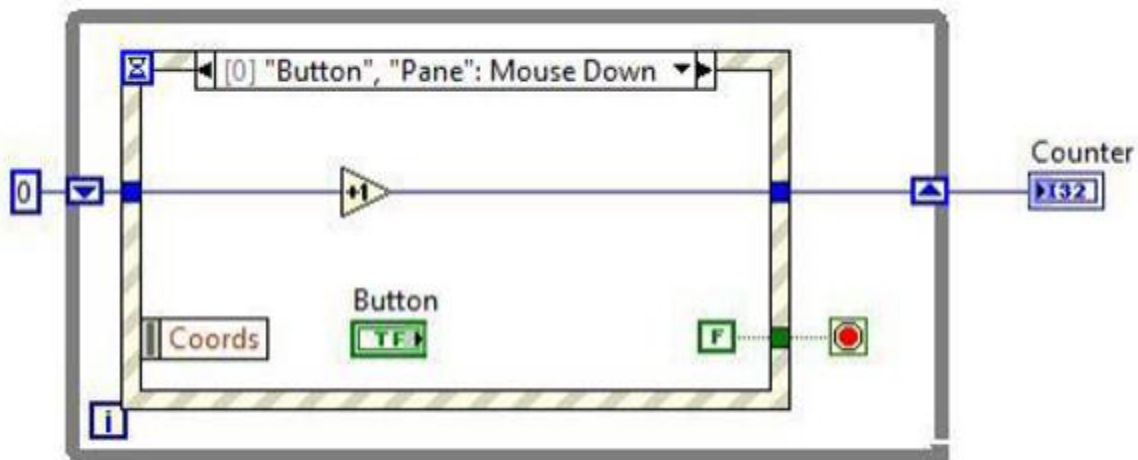 [0] "Button", "Pane": Mouse Down
0
+1
Counter
I32
Button
TF
Coords
F
i